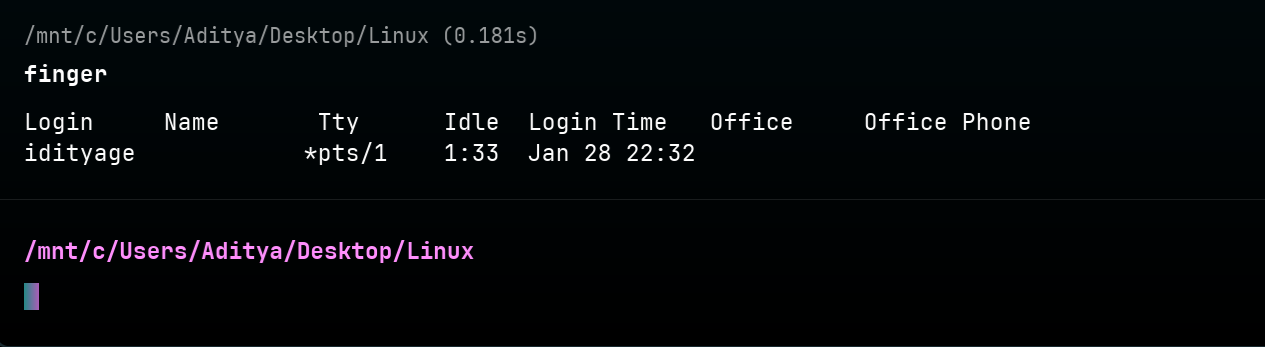 /mnt/c/Users/Aditya/Desktop/Linux (0.181s)
finger
Login     Name       Tty      Idle  Login Time   Office     Office Phone
idityage            *pts/1    1:33  Jan 28 22:32
/mnt/c/Users/Aditya/Desktop/Linux